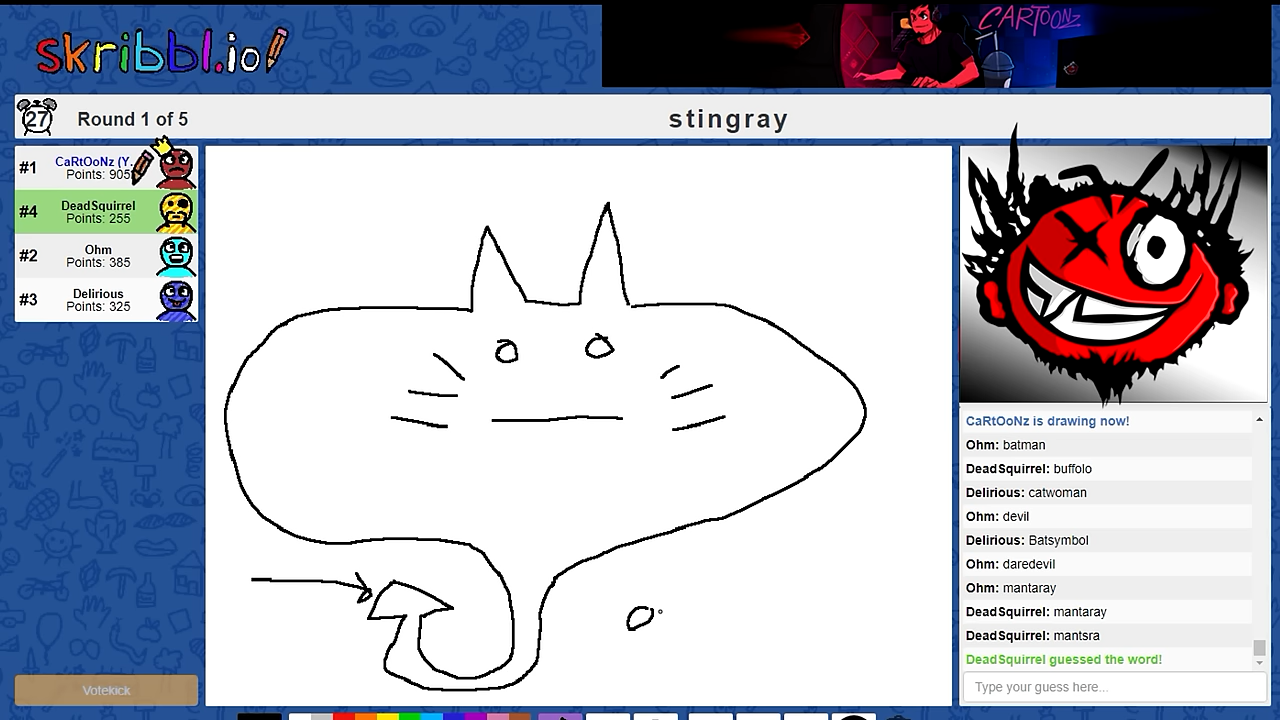 CARTOONZ
skribbl.io
27
Round 1 of 5
stingray
#1
CaRtOoNz (Y.
Points: 905
#4
DeadSquirrel
Points: 255
#2
Ohm
Points: 385
#3
Delirious
Points: 325
CaRtOoNz is drawing now!
Ohm: batman
DeadSquirrel: buffolo
Delirious: catwoman
Ohm: devil
Delirious: Batsymbol
Ohm: daredevil
Ohm: mantaray
DeadSquirrel: mantaray
DeadSquirrel: mantsra
DeadSquirrel guessed the word!
Votekick
Type your guess here...